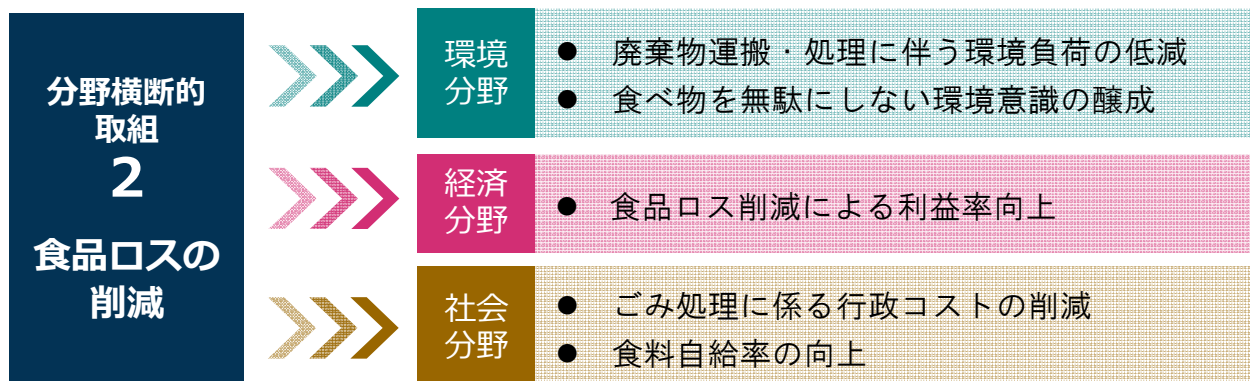 分野横断的
取組
2
食品ロスの
削減
環境
分野
● 廃棄物運搬・処理に伴う環境負荷の低減
● 食べ物を無駄にしない環境意識の醸成
経済
分野
● 食品ロス削減による利益率向上
社会
分野
● ごみ処理に係る行政コストの削減
● 食料自給率の向上